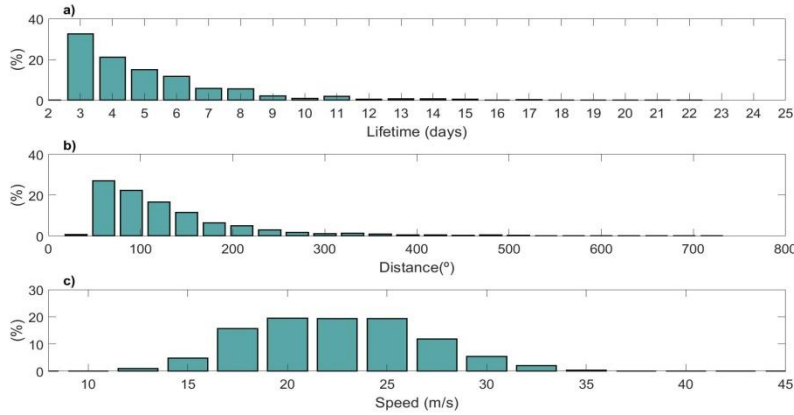 a)
40
20
0
(%)
2 3 4 5 6 7 8 9 10 11 12 13 14 15 16 17 18 19 20 21 22 23 24 25
Lifetime (days)
b)
40
20
0
(%)
0 100 200 300 400 500 600 700 800
Distance(º)
c)
30
20
10
0
(%)
10 15 20 25 30 35 40 45
Speed (m/s)